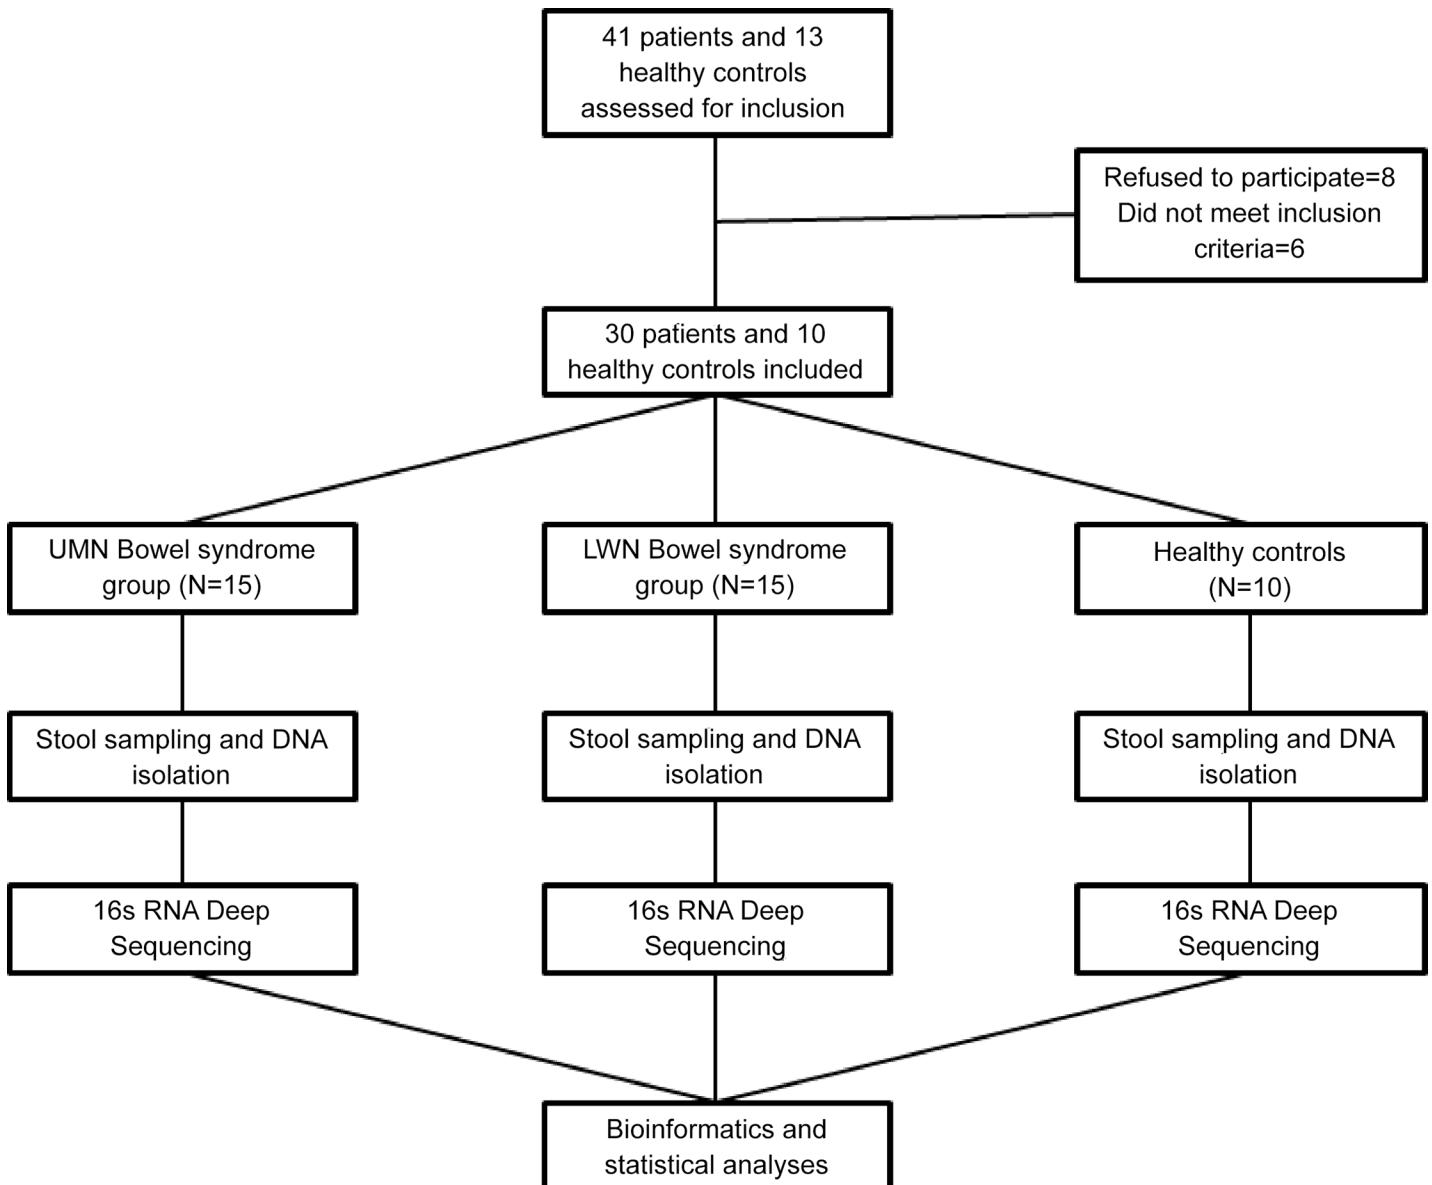 41 patients and 13
healthy controls
assessed for inclusion
Refused to participate=8
Did not meet inclusion
criteria=6
30 patients and 10
healthy controls included
UMN Bowel syndrome
group (N=15)
LWN Bowel syndrome
group (N=15)
Healthy controls
(N=10)
Stool sampling and DNA
isolation
Stool sampling and DNA
isolation
Stool sampling and DNA
isolation
16s RNA Deep
Sequencing
16s RNA Deep
Sequencing
16s RNA Deep
Sequencing
Bioinformatics and
statistical analyses